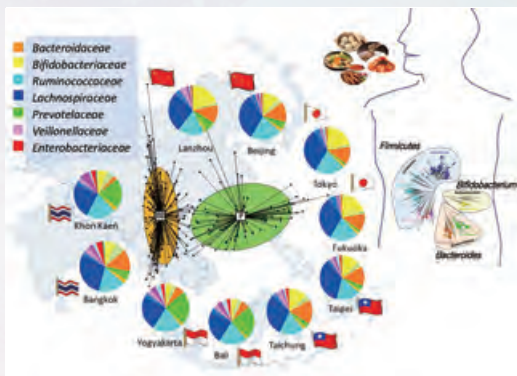 Bacteroidaceae
Bifidobacteriaceae
Ruminococcaceae
Lachnospiraceae
Prevotellaceae
Veillonellaceae
Enterobacteriaceae
Lanzhou
Beijing
Tokyo
Fukuoka
Taipei
Taichung
Bali
Yogyakarta
Bangkok
Khon Kaen
P
Firmicutes
Bifidobacterium
Bacteroides